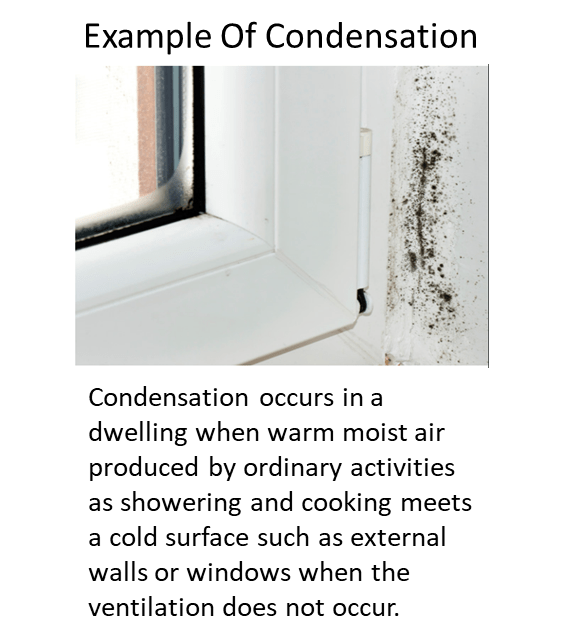 Example Of Condensation
Condensation occurs in a
dwelling when warm moist air
produced by ordinary activities
as showering and cooking meets
a cold surface such as external
walls or windows when the
ventilation does not occur.